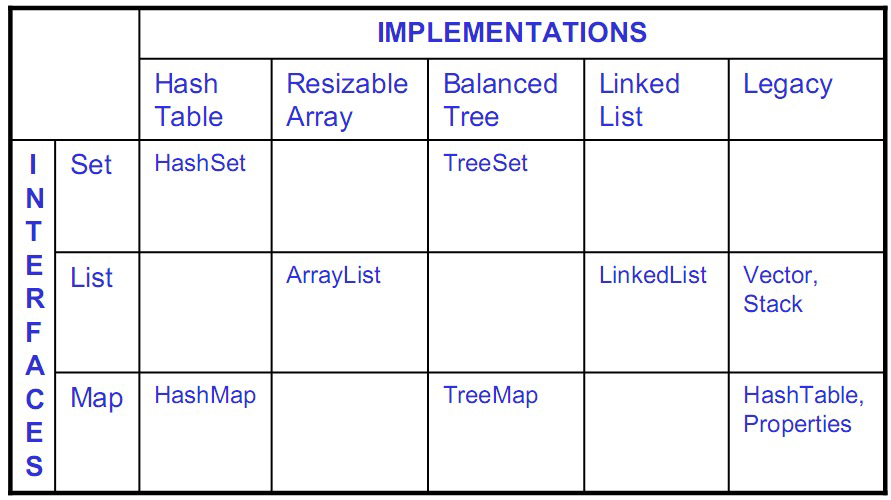 IMPLEMENTATIONS
Hash
Table
Resizable
Array
Balanced
Tree
Linked
List
Legacy
I
N
T
E
R
F
A
C
E
S
Set
HashSet
TreeSet
List
ArrayList
LinkedList
Vector,
Stack
Map
HashMap
TreeMap
HashTable,
Properties